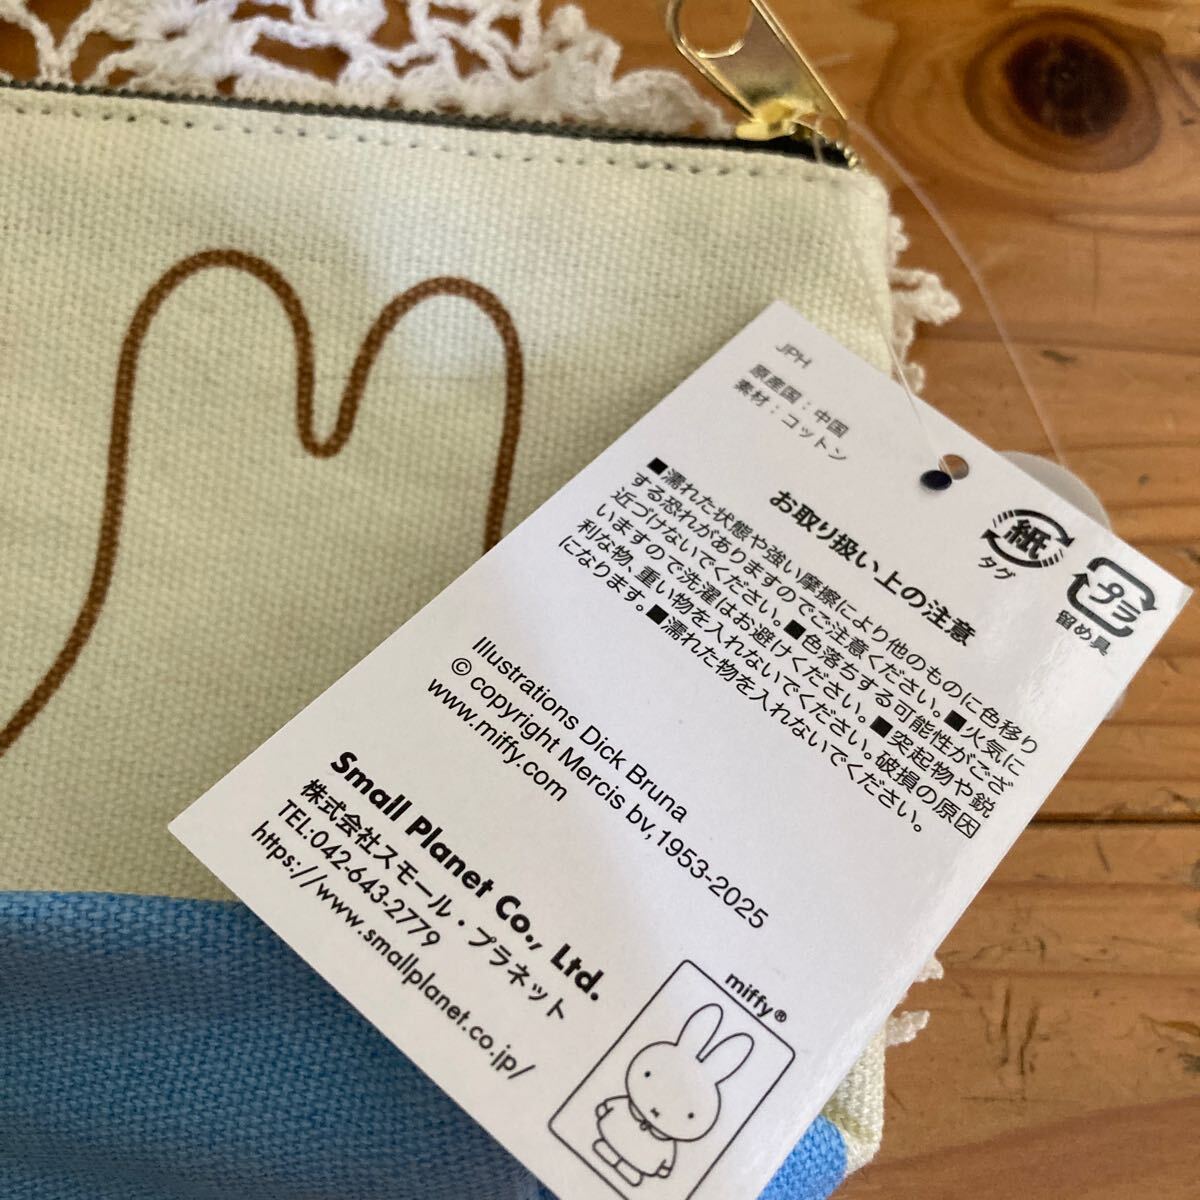 JPH
原産国：中国
素材：コットン
お取り扱い上の注意
■濡れた状態や強い摩擦により他のものに色移り
する恐れがありますのでご注意ください。■火気に
近づけないでください。■色落ちする可能性がござ
いますので洗濯はお避けください。■突起物や鋭
利な物、重い物を入れないでください。破損の原因
になります。■濡れた物を入れないでください。
紙
タグ
プラ
留め具
Illustrations Dick Bruna
© copyright Mercis bv, 1953-2025
www.miffy.com
Small Planet Co., Ltd.
株式会社スモール・プラネット
TEL:042-643-2779
https://www.smallplanet.co.jp/
miffy®